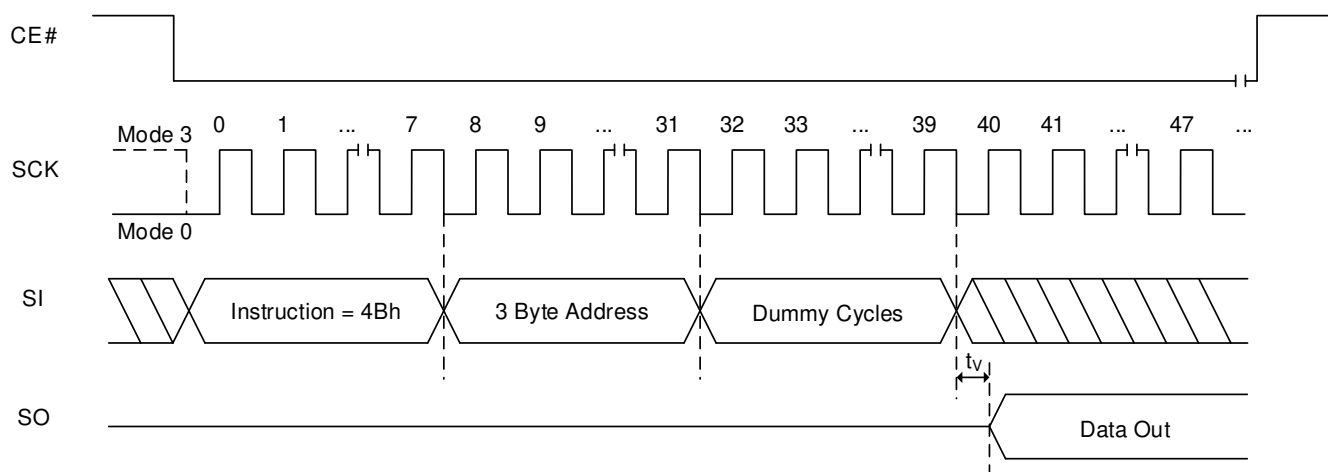 CE#
Mode 3 0 1 ... 7 8 9 ... 31 32 33 ... 39 40 41 ... 47 ...
SCK
Mode 0
SI Instruction = 4Bh 3 Byte Address Dummy Cycles
tV
SO Data Out